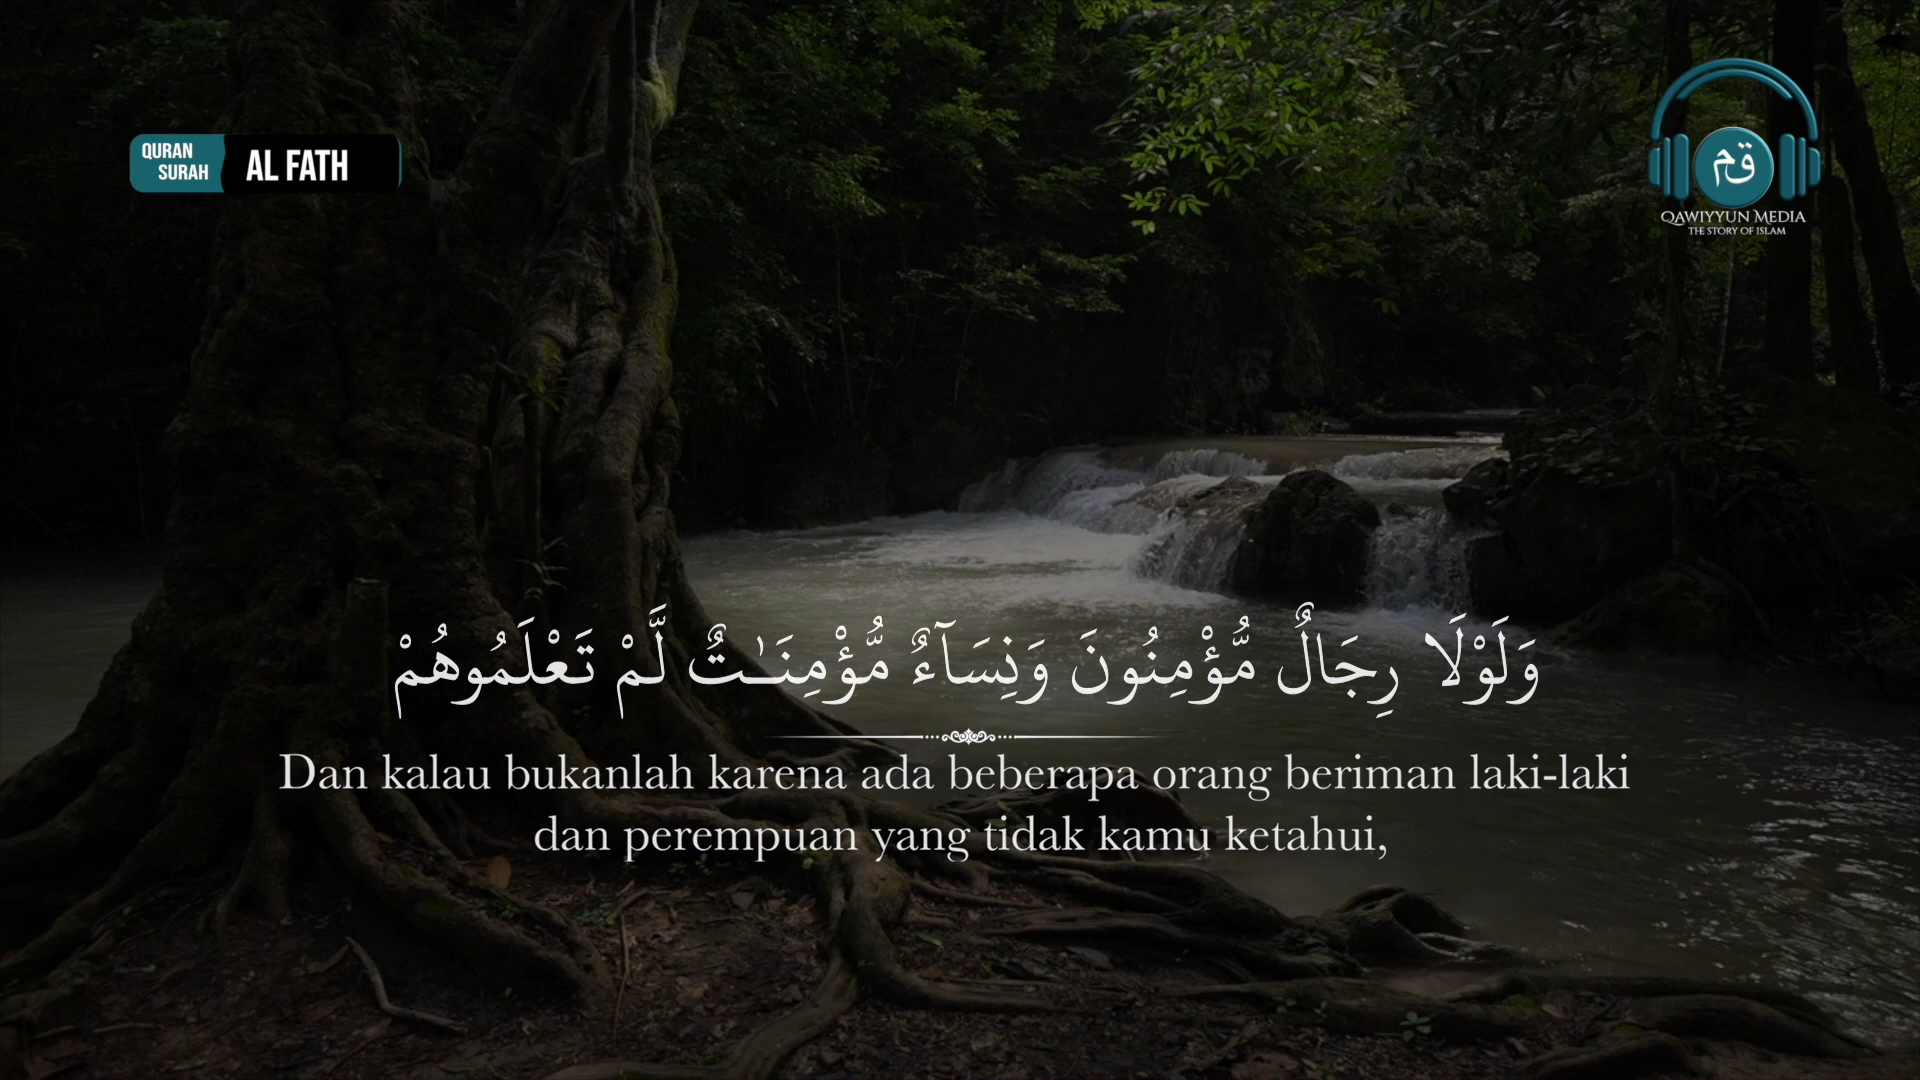 QURAN
SURAH
AL FATH
قم
QAWIYYUN MEDIA
THE STORY OF ISLAM
وَلَوْلَا رِجَالٌ مُّؤْمِنُونَ وَنِسَآءٌ مُّؤْمِنَـٰتٌ لَّمْ تَعْلَمُوهُمْ
Dan kalau bukanlah karena ada beberapa orang beriman laki-laki
dan perempuan yang tidak kamu ketahui,